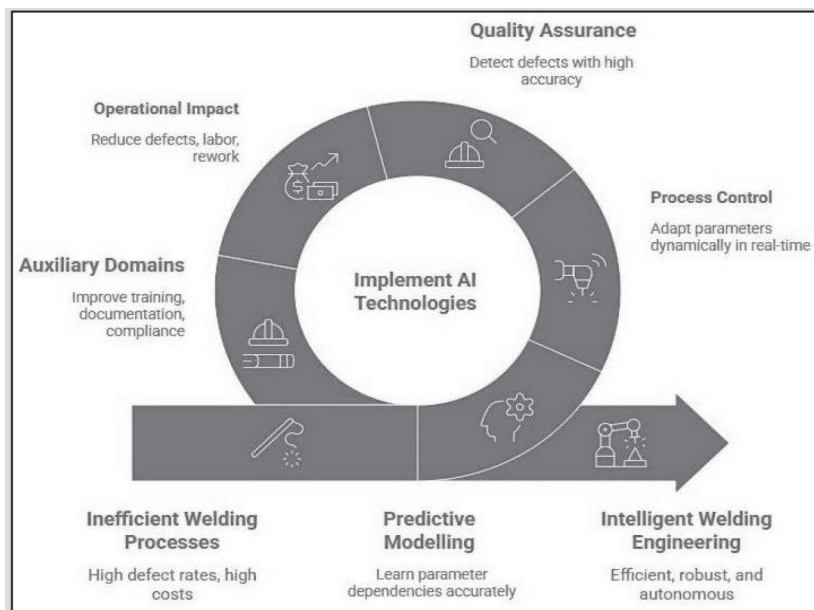 Quality Assurance
Detect defects with high
accuracy
Operational Impact
Reduce defects, labor,
rework
Process Control
Adapt parameters
dynamically in real-time
Auxiliary Domains
Improve training,
documentation,
compliance
Implement AI
Technologies
$
Inefficient Welding
Processes
High defect rates, high
costs
Predictive
Modelling
Learn parameter
dependencies accurately
Intelligent Welding
Engineering
Efficient, robust, and
autonomous